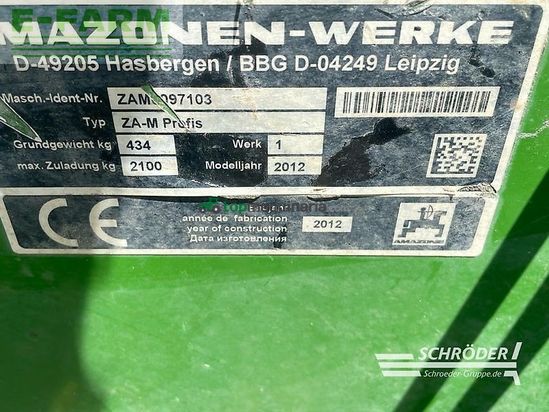 E-FARM
AMAZONEN-WERKE
D-49205 Hasbergen / BBG D-04249 Leipzig
Masch.-Ident-Nr.
Typ ZA-M Profis
Grundgewicht kg 434 Werk 1
max. Zuladung kg 2100 Modelljahr 2012
CE
année de fabrication
year of construction 2012
Дата изготовления
AMAZONE
SCHRÖDER
Schroeder-Gruppe.de